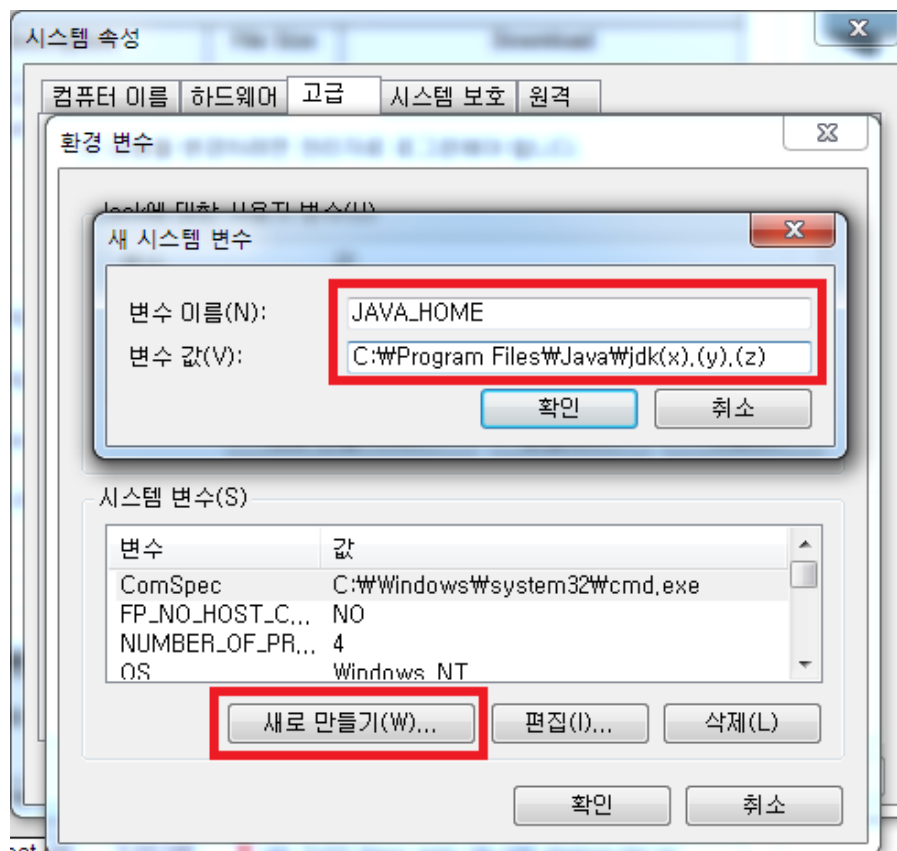 시스템 속성
File Size Download
컴퓨터 이름 하드웨어 고급 시스템 보호 원격
환경 변수
새 시스템 변수
변수 이름(N): JAVA_HOME
변수 값(V): C:₩Program Files₩Java₩jdk(x).(y).(z)
확인 취소
시스템 변수(S)
변수 값
ComSpec C:₩Windows₩system32₩cmd.exe
FP_NO_HOST_C... NO
NUMBER_OF_PR... 4
OS Windows_NT
새로 만들기(W)... 편집(I)... 삭제(L)
확인 취소